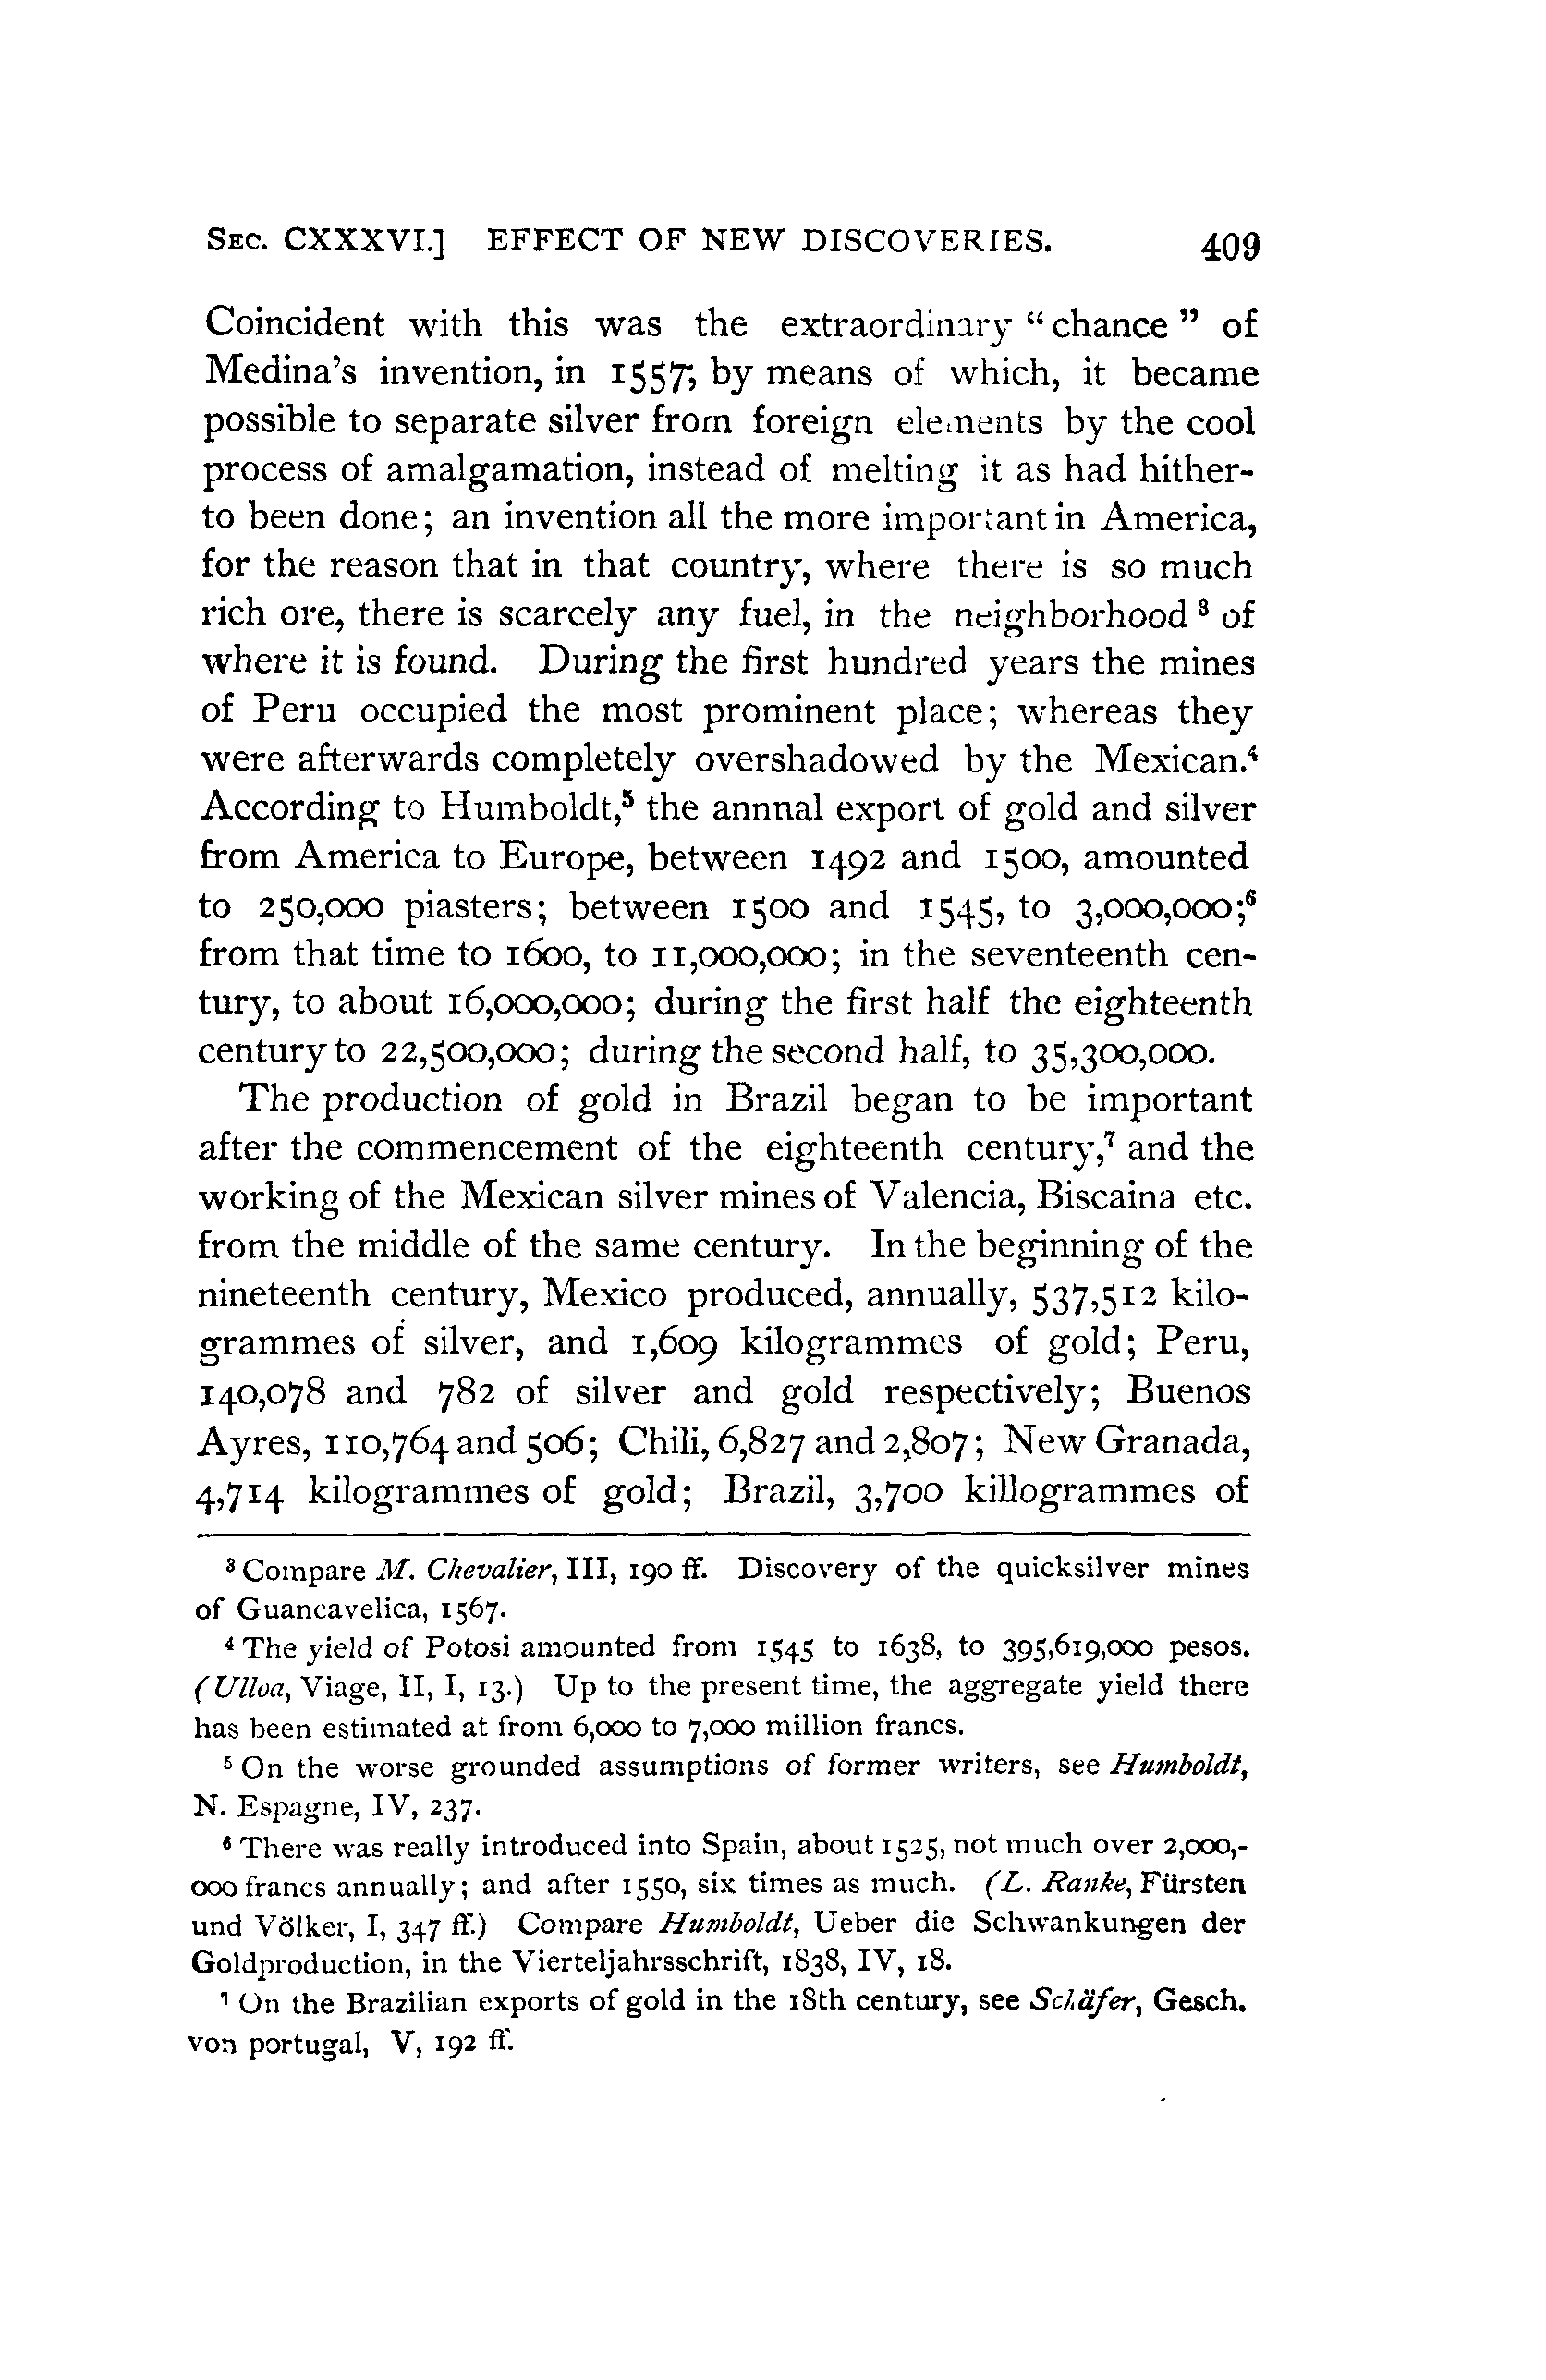 SEC. CXXXVI.] EFFECT OF NEW DISCOVERIES. 409
Coincident with this was the extraordinary “ chance ” of
Medina’s invention, in 1557, by means of which, it became
possible to separate silver from foreign elements by the cool
process of amalgamation, instead of melting it as had hither-
to been done; an invention all the more important in America,
for the reason that in that country, where there is so much
rich ore, there is scarcely any fuel, in the neighborhood ³ of
where it is found. During the first hundred years the mines
of Peru occupied the most prominent place; whereas they
were afterwards completely overshadowed by the Mexican.⁴
According to Humboldt,⁵ the annnal export of gold and silver
from America to Europe, between 1492 and 1500, amounted
to 250,000 piasters; between 1500 and 1545, to 3,000,000;⁶
from that time to 1600, to 11,000,000; in the seventeenth cen-
tury, to about 16,000,000; during the first half the eighteenth
century to 22,500,000; during the second half, to 35,300,000.
The production of gold in Brazil began to be important
after the commencement of the eighteenth century,⁷ and the
working of the Mexican silver mines of Valencia, Biscaina etc.
from the middle of the same century. In the beginning of the
nineteenth century, Mexico produced, annually, 537,512 kilo-
grammes of silver, and 1,609 kilogrammes of gold; Peru,
140,078 and 782 of silver and gold respectively; Buenos
Ayres, 110,764 and 506; Chili, 6,827 and 2,807; New Granada,
4,714 kilogrammes of gold; Brazil, 3,700 killogrammes of
³ Compare M. Chevalier, III, 190 ff. Discovery of the quicksilver mines
of Guancavelica, 1567.
⁴ The yield of Potosi amounted from 1545 to 1638, to 395,619,000 pesos.
(Ulloa, Viage, II, I, 13.) Up to the present time, the aggregate yield there
has been estimated at from 6,000 to 7,000 million francs.
⁵ On the worse grounded assumptions of former writers, see Humboldt,
N. Espagne, IV, 237.
⁶ There was really introduced into Spain, about 1525, not much over 2,000,-
000 francs annually; and after 1550, six times as much. (L. Ranke, Fürsten
und Völker, I, 347 ff.) Compare Humboldt, Ueber die Schwankungen der
Goldproduction, in the Vierteljahrsschrift, 1838, IV, 18.
⁷ On the Brazilian exports of gold in the 18th century, see Schäfer, Gesch.
von portugal, V, 192 ff.